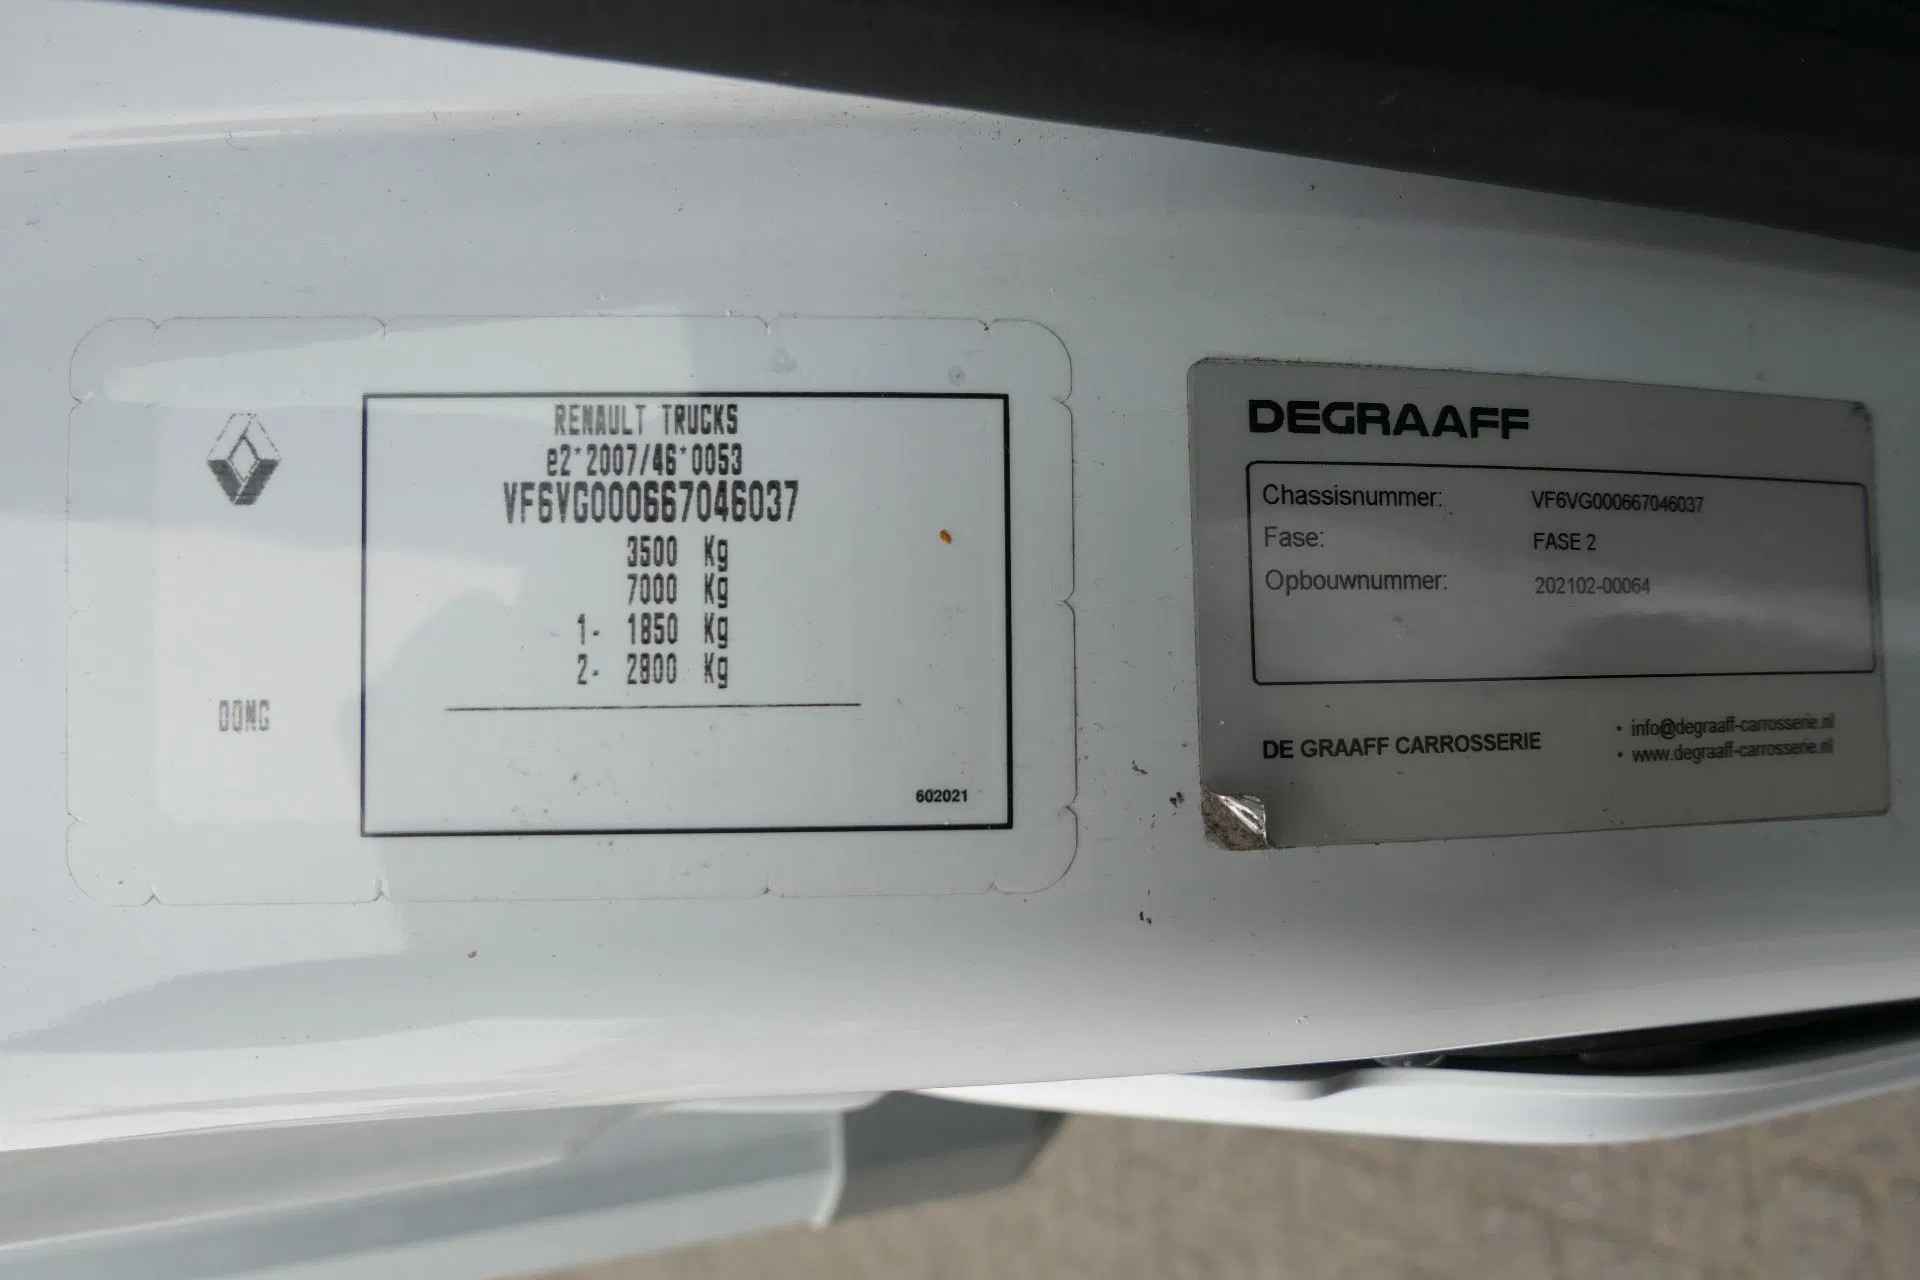 RENAULT TRUCKS
e2*2007/46*0053
VF6VG000667046037
3500 Kg
7000 Kg
1- 1850 Kg
2- 2800 Kg
602021
DEGRAAFF
Chassisnummer: VF6VG000667046037
Fase: FASE 2
Opbouwnummer: 202102-00064
DE GRAAFF CARROSSERIE
• info@degraaff-carrosserie.nl
• www.degraaff-carrosserie.nl